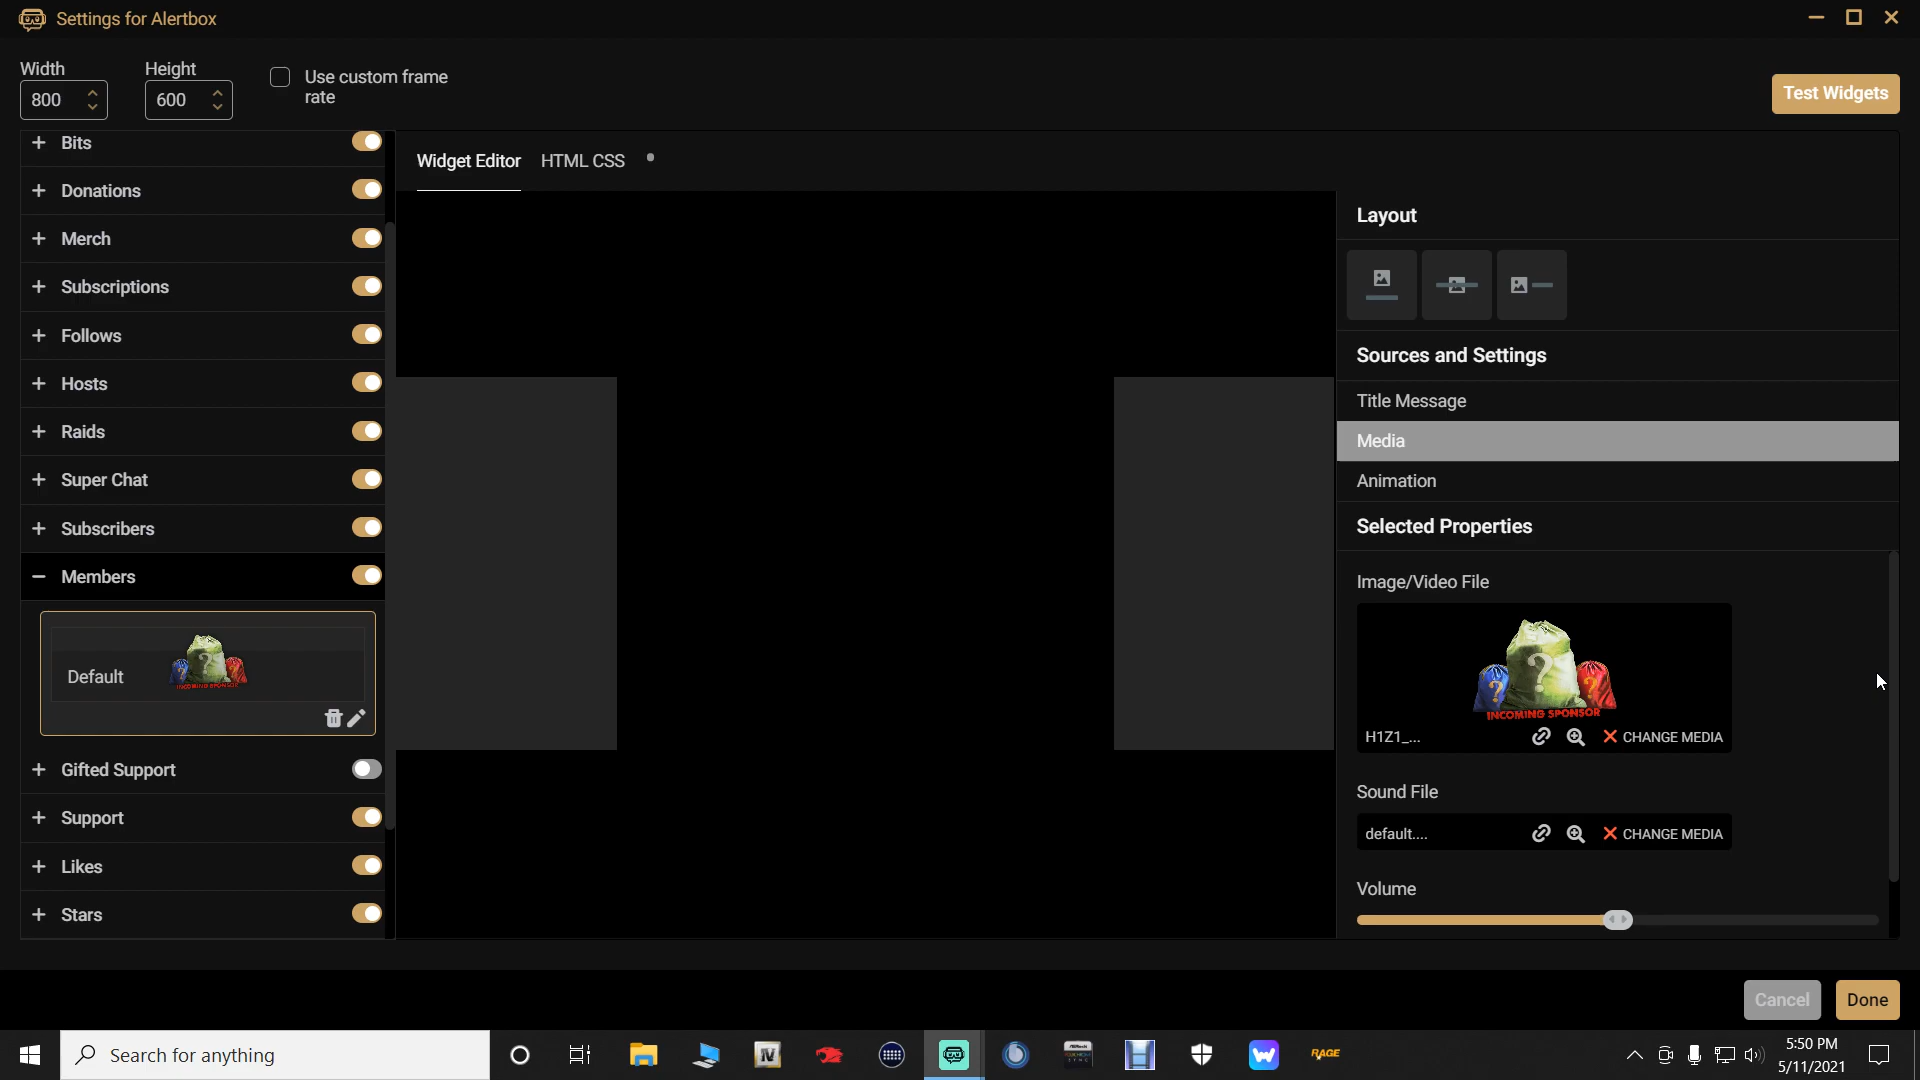 Settings for Alertbox
Width
Height
800
600
Use custom frame
rate
Test Widgets
Bits
Donations
Merch
Subscriptions
Follows
Hosts
Raids
Super Chat
Subscribers
Members
Default
INCOMING SPONSOR
Gifted Support
Support
Likes
Stars
Widget Editor
HTML CSS
Layout
Sources and Settings
Title Message
Media
Animation
Selected Properties
Image/Video File
INCOMING SPONSOR
H1Z1_...
CHANGE MEDIA
Sound File
default....
CHANGE MEDIA
Volume
Cancel
Done
Search for anything
IV
RAGE
5:50 PM
5/11/2021